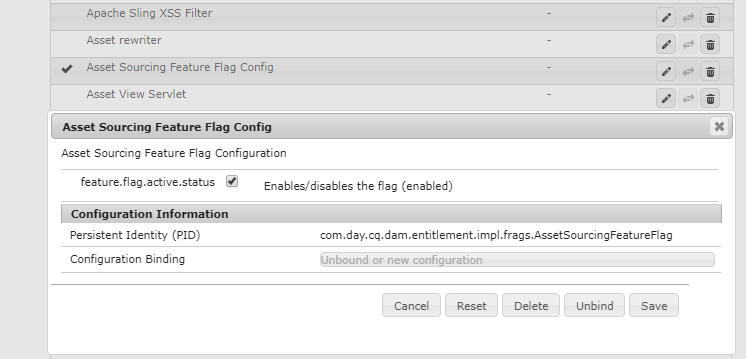 Apache Sling XSS Filter -
Asset rewriter -
Asset Sourcing Feature Flag Config -
Asset View Servlet -
Asset Sourcing Feature Flag Config
Asset Sourcing Feature Flag Configuration
feature.flag.active.status Enables/disables the flag (enabled)
Configuration Information
Persistent Identity (PID) com.day.cq.dam.entitlement.impl.frags.AssetSourcingFeatureFlag
Configuration Binding Unbound or new configuration
Cancel Reset Delete Unbind Save